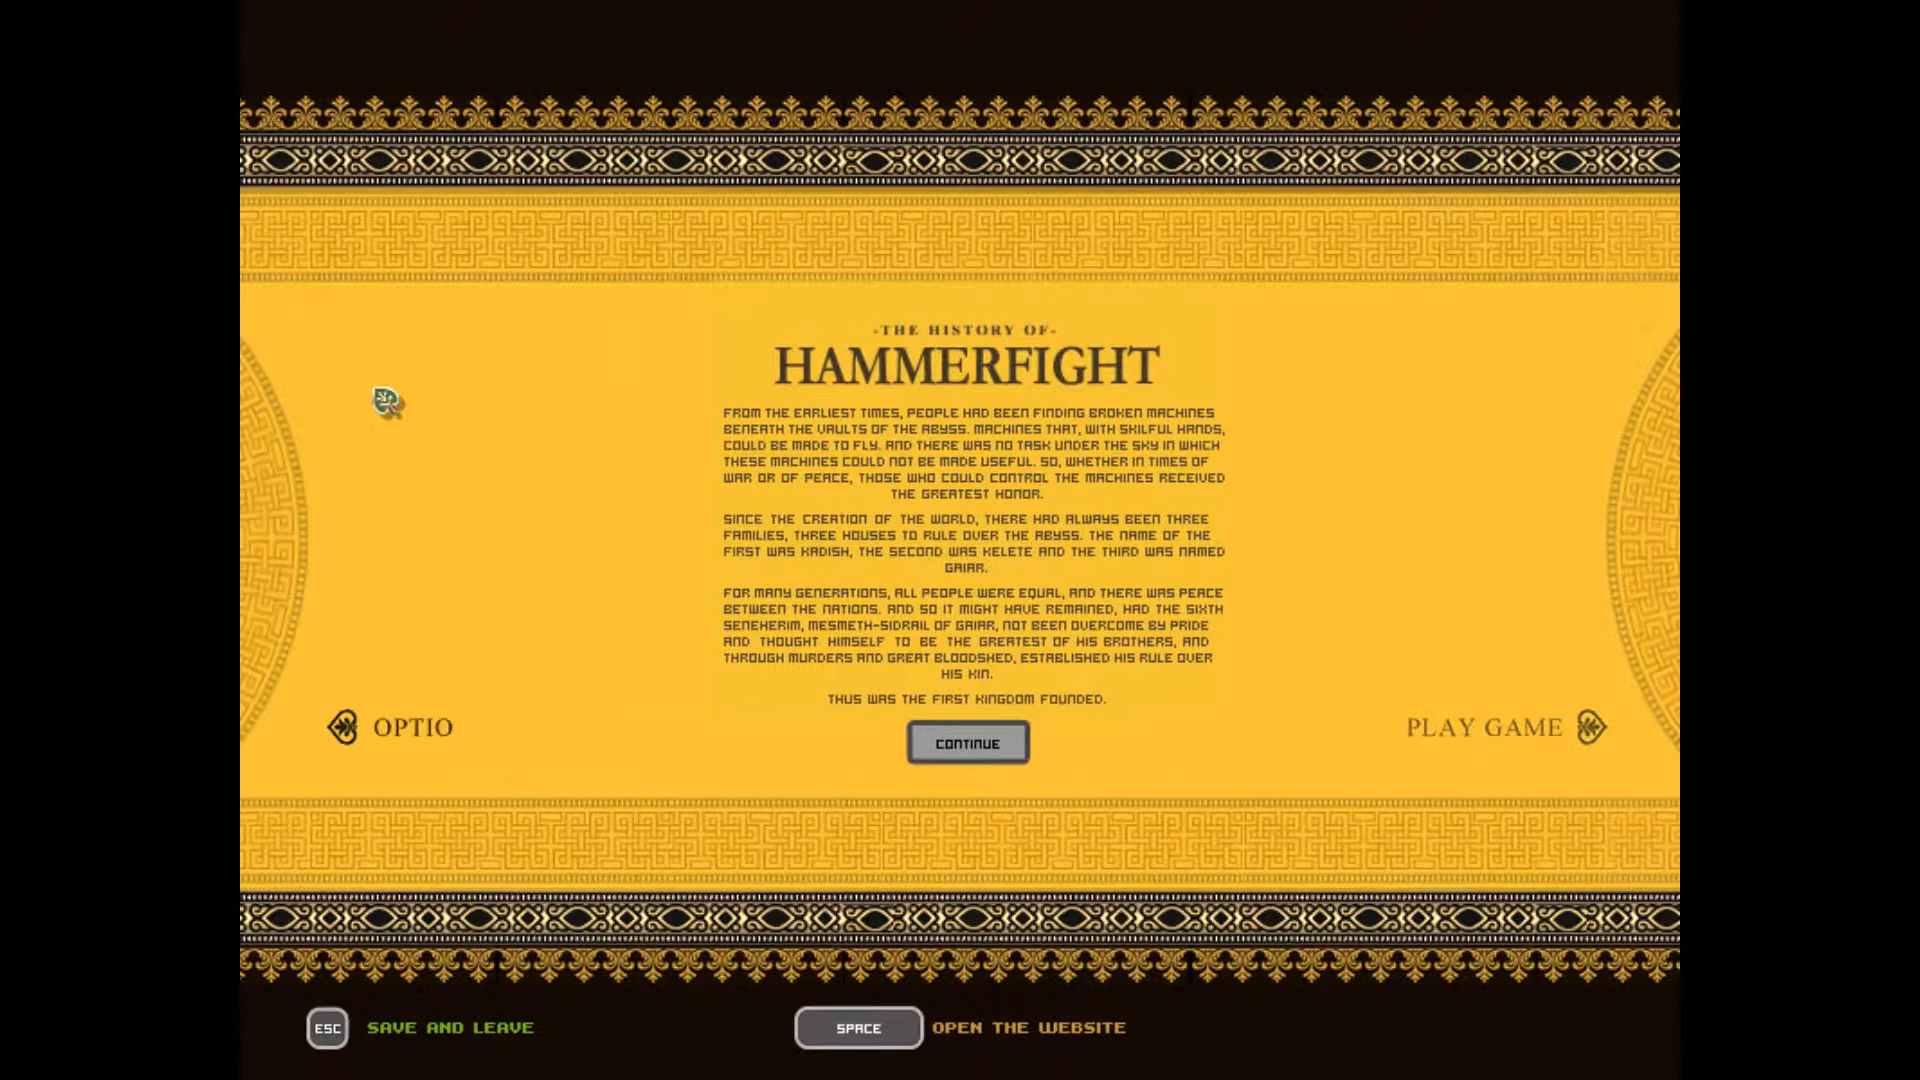 -THE HISTORY OF-
HAMMERFIGHT
FROM THE EARLIEST TIMES, PEOPLE HAD BEEN FINDING BROKEN MACHINES
BENEATH THE VAULTS OF THE ABYSS. MACHINES THAT, WITH SKILFUL HANDS,
COULD BE MADE TO FLY. AND THERE WAS NO TASK UNDER THE SKY IN WHICH
THESE MACHINES COULD NOT BE MADE USEFUL. SO, WHETHER IN TIMES OF
WAR OR OF PEACE, THOSE WHO COULD CONTROL THE MACHINES RECEIVED
THE GREATEST HONOR.
SINCE THE CREATION OF THE WORLD, THERE HAD ALWAYS BEEN THREE
FAMILIES, THREE HOUSES TO RULE OVER THE ABYSS. THE NAME OF THE
FIRST WAS KADISH, THE SECOND WAS KELETE AND THE THIRD WAS NAMED
GAIAR.
FOR MANY GENERATIONS, ALL PEOPLE WERE EQUAL, AND THERE WAS PEACE
BETWEEN THE NATIONS. AND SO IT MIGHT HAVE REMAINED, HAD THE SIXTH
SENEHERIM, MESMETH-SIDRAIL OF GAIAR, NOT BEEN OVERCOME BY PRIDE
AND THOUGHT HIMSELF TO BE THE GREATEST OF HIS BROTHERS, AND
THROUGH MURDERS AND GREAT BLOODSHED, ESTABLISHED HIS RULE OVER
HIS KIN.
THUS WAS THE FIRST KINGDOM FOUNDED.
OPTIO
PLAY GAME
CONTINUE
ESC SAVE AND LEAVE
SPACE OPEN THE WEBSITE